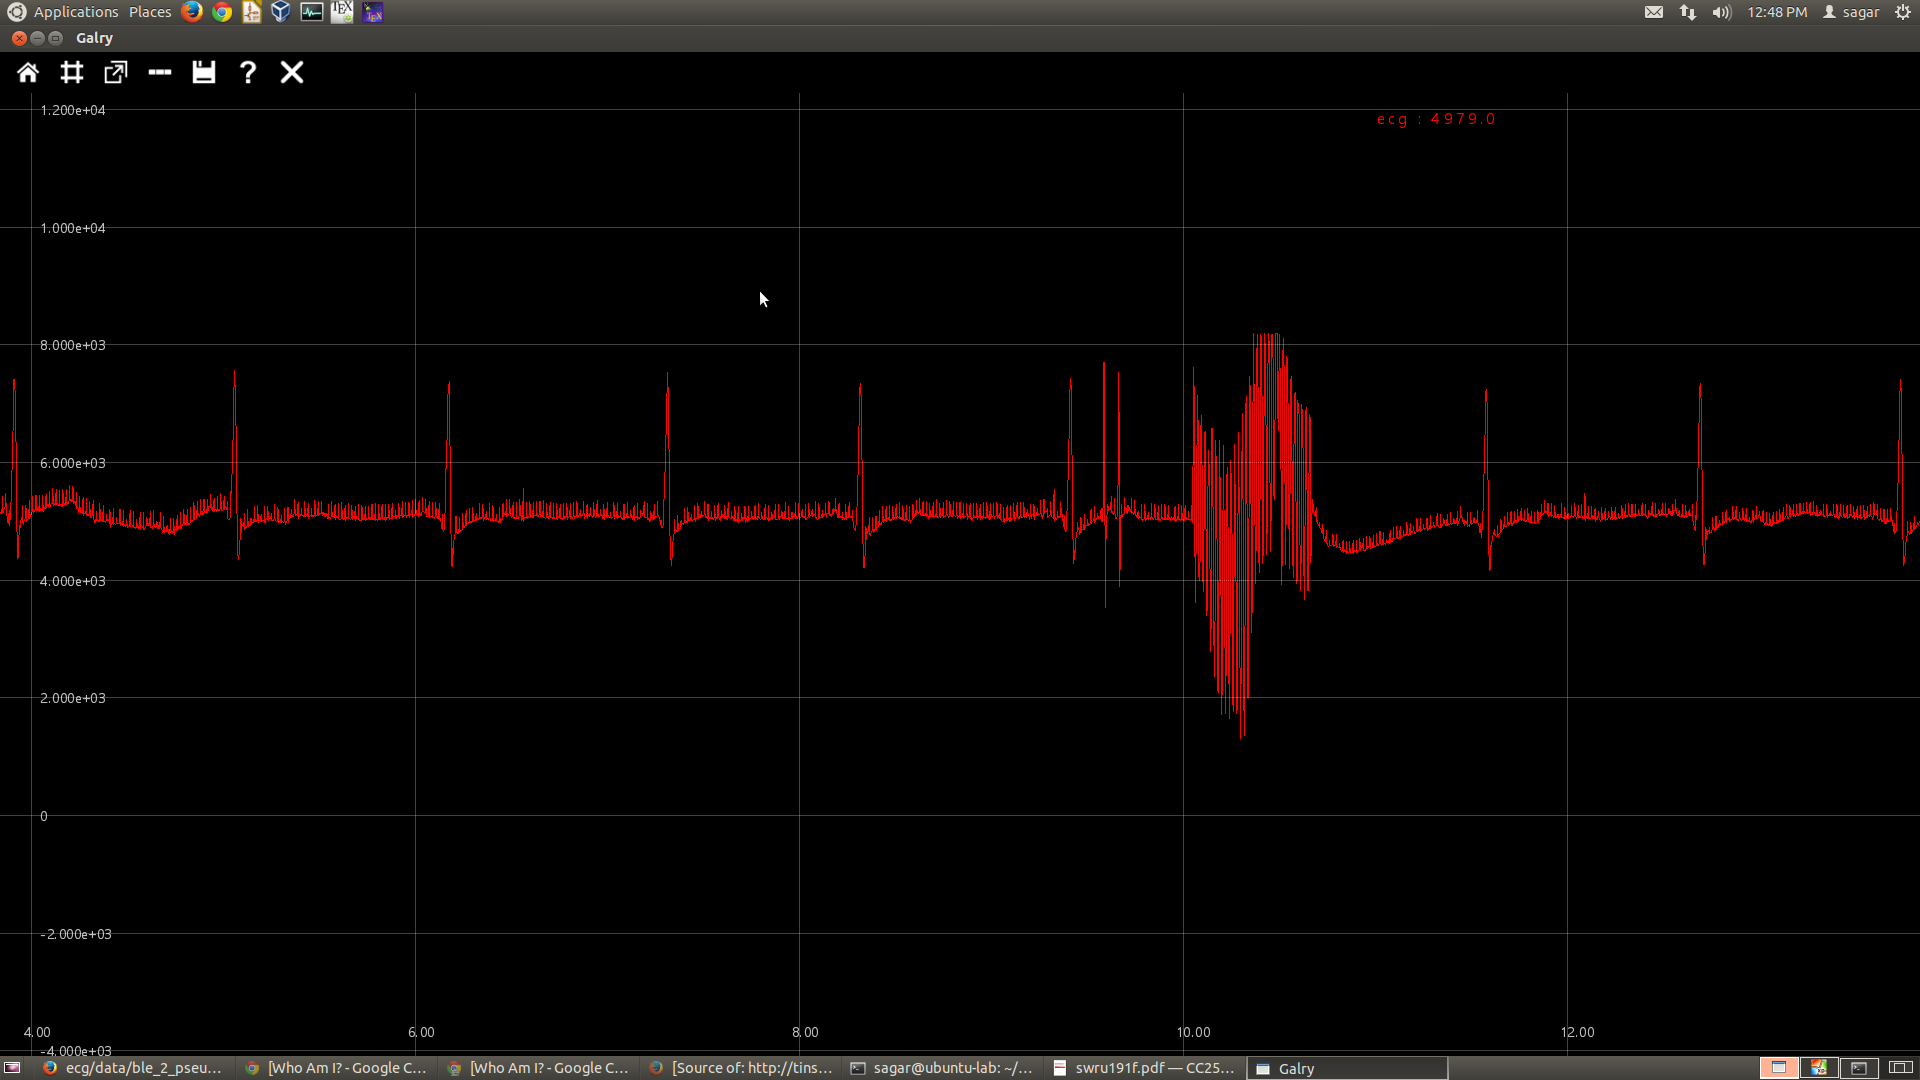 Applications Places TEX TEX 12:48 PM sagar
Galry
?
1.200e+04
ecg : 4979.0
1.000e+04
8.000e+03
6.000e+03
4.000e+03
2.000e+03
0
-2.000e+03
4.00 6.00 8.00 10.00 12.00
-4.000e+03
ecg/data/ble_2_pseu... [Who Am I? - Google C... [Who Am I? - Google C... [Source of: http://tins... sagar@ubuntu-lab: ~/... swru191f.pdf — CC25... Galry